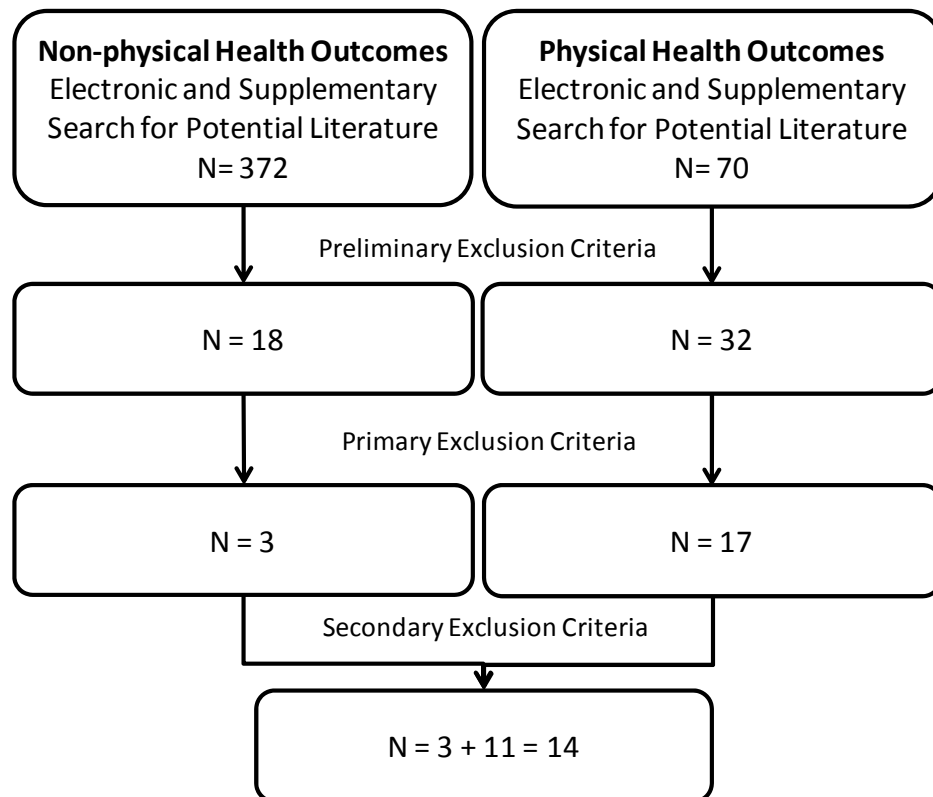 Non-physical Health Outcomes
Electronic and Supplementary
Search for Potential Literature
N= 372
Physical Health Outcomes
Electronic and Supplementary
Search for Potential Literature
N= 70
Preliminary Exclusion Criteria
N = 18
N = 32
Primary Exclusion Criteria
N = 3
N = 17
Secondary Exclusion Criteria
N = 3 + 11 = 14